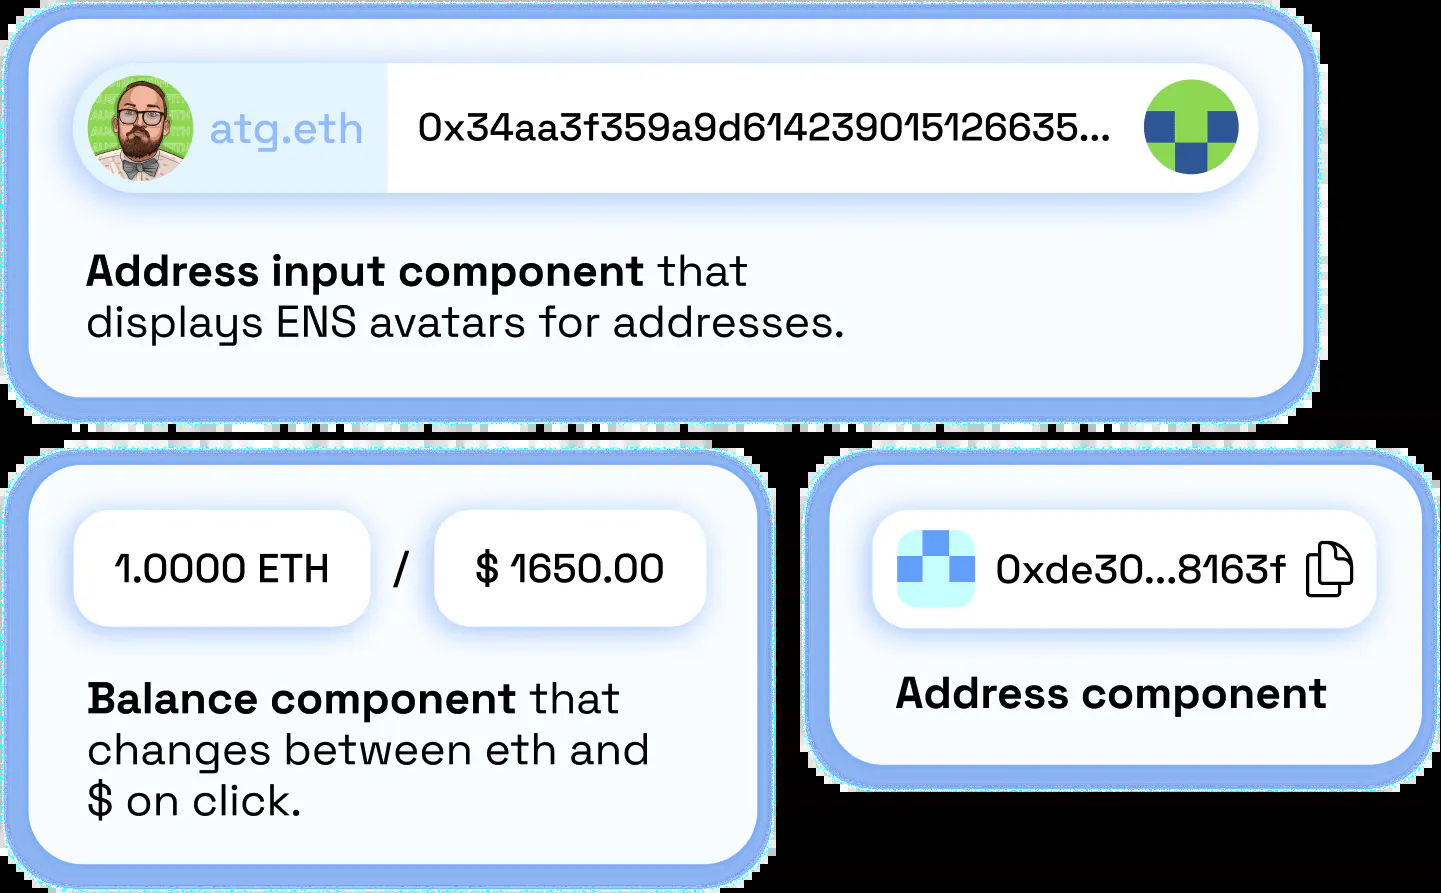 atg.eth
0x34aa3f359a9d614239015126635...
Address input component that
displays ENS avatars for addresses.
1.0000 ETH / $ 1650.00
Balance component that
changes between eth and
$ on click.
0xde30...8163f
Address component